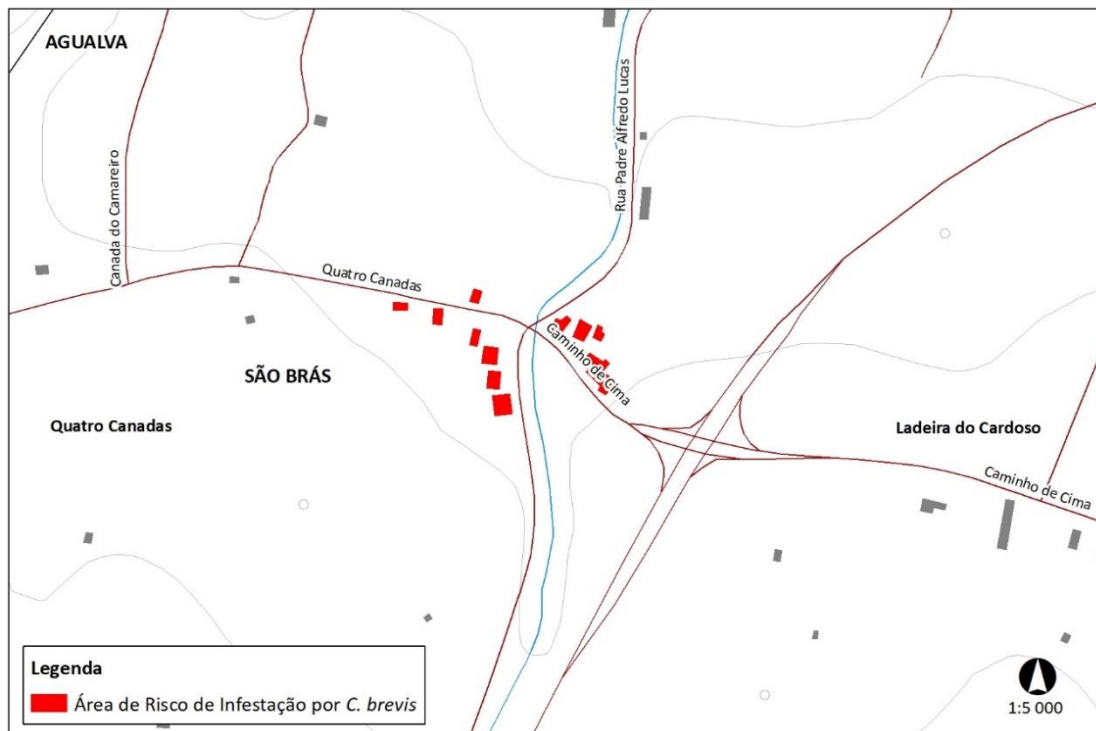 AGUALVA
Rua Padre Alfredo Lucas
Canada do Camareiro
Quatro Canadas
Caminho de Cima
SÃO BRÁS
Quatro Canadas
Ladeira do Cardoso
Caminho de Cima
Legenda
Área de Risco de Infestação por C. brevis
1:5 000